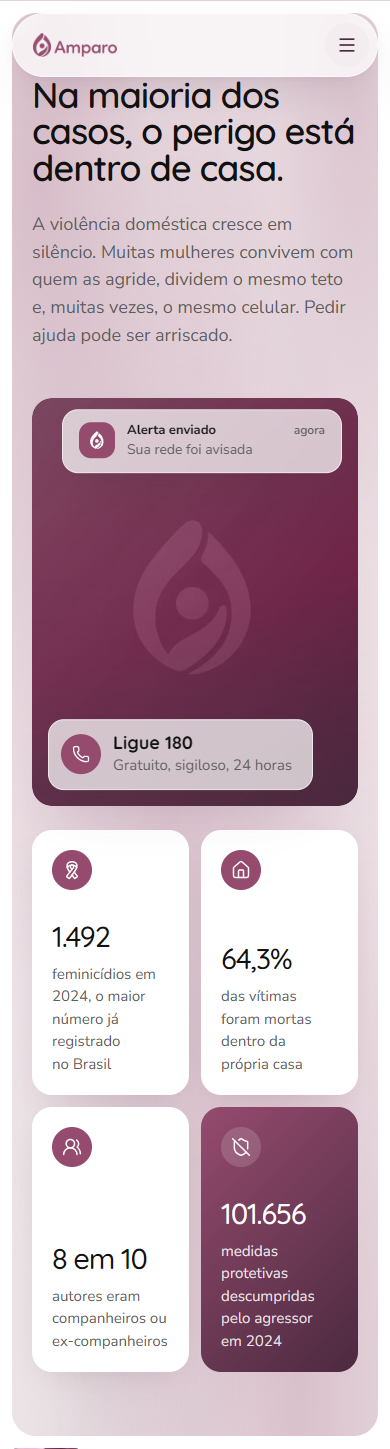 Amparo
Na maioria dos
casos, o perigo está
dentro de casa.
A violência doméstica cresce em
silêncio. Muitas mulheres convivem com
quem as agride, dividem o mesmo teto
e, muitas vezes, o mesmo celular. Pedir
ajuda pode ser arriscado.
Alerta enviado
agora
Sua rede foi avisada
Ligue 180
Gratuito, sigiloso, 24 horas
1.492
feminicídios em
2024, o maior
número já
registrado
no Brasil
64,3%
das vítimas
foram mortas
dentro da
própria casa
8 em 10
autores eram
companheiros ou
ex-companheiros
101.656
medidas
protetivas
descumpridas
pelo agressor
em 2024